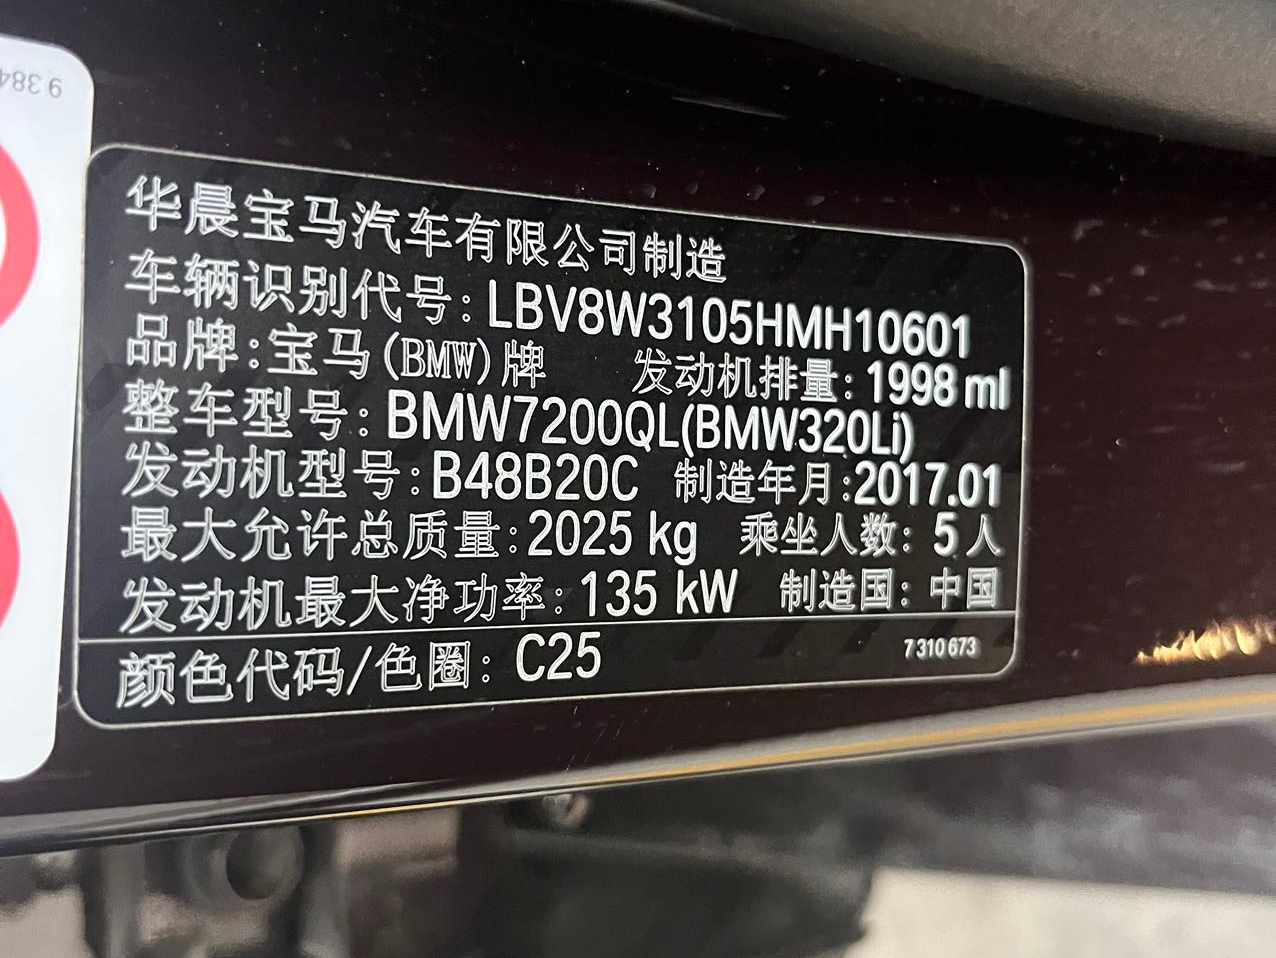 9 384
华晨宝马汽车有限公司制造
车辆识别代号: LBV8W3105HMH10601
品牌:宝马(BMW)牌 发动机排量: 1998 ml
整车型号: BMW7200QL(BMW320Li)
发动机型号: B48B20C 制造年月:2017.01
最大允许总质量: 2025 kg 乘坐人数: 5人
发动机最大净功率: 135 kW 制造国: 中国
颜色代码/色圈: C25 7 310 673